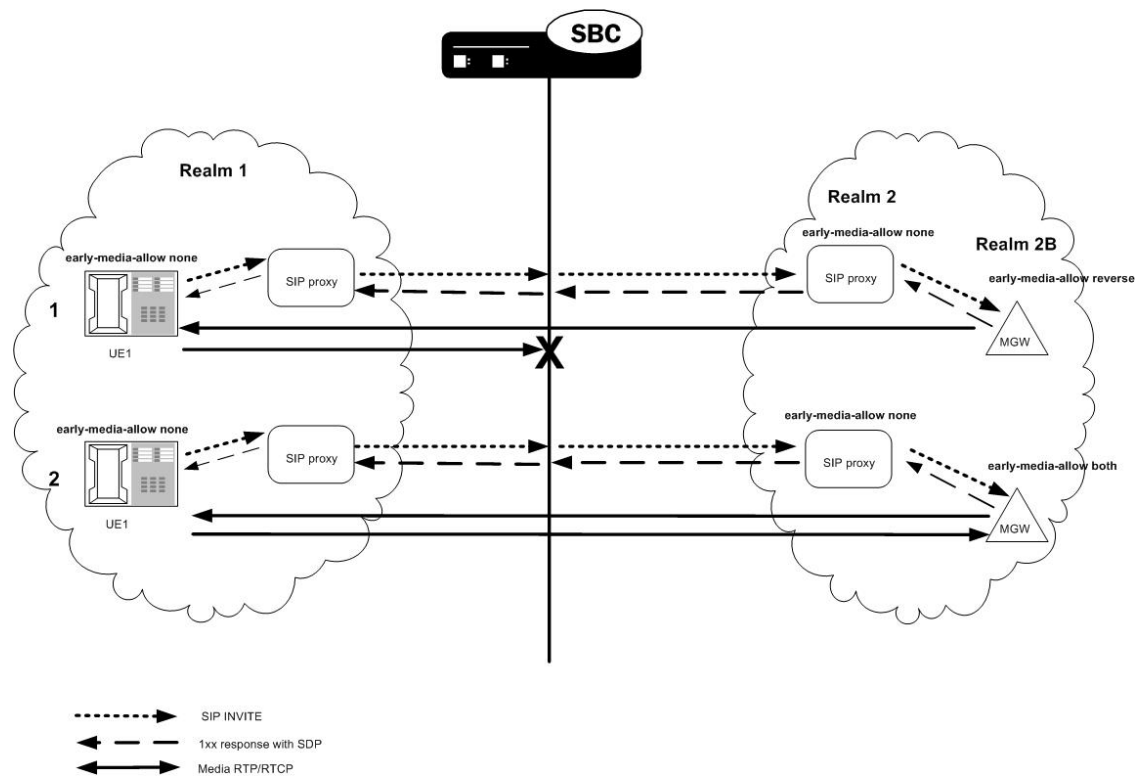 SBC
Realm 1
Realm 2
Realm 2B
early-media-allow none
early-media-allow none
early-media-allow reverse
1
SIP proxy
SIP proxy
UE1
X
MGW
early-media-allow none
early-media-allow none
early-media-allow both
2
SIP proxy
SIP proxy
UE1
MGW
SIP INVITE
1xx response with SDP
Media RTP/RTCP